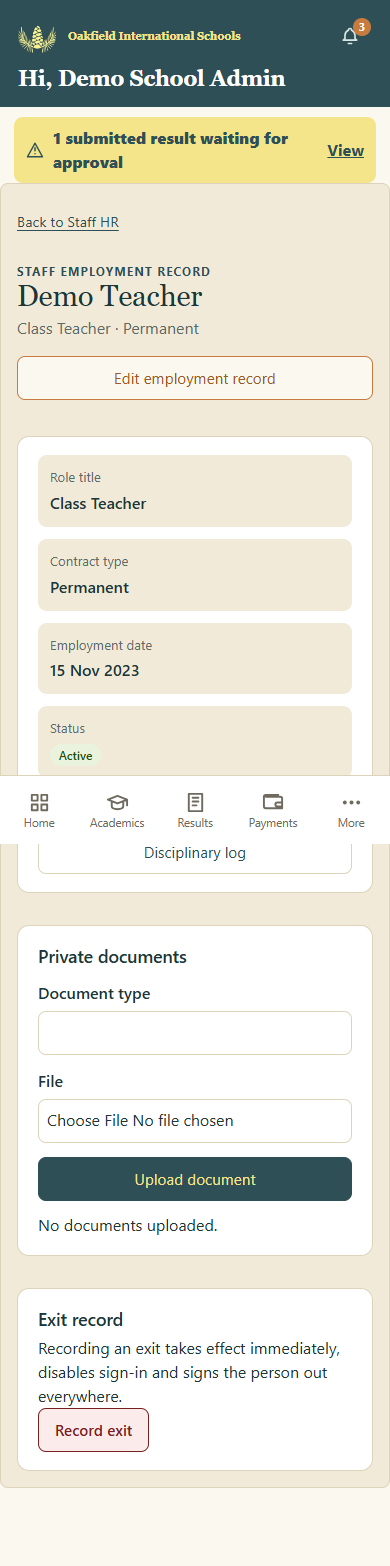 Oakfield International Schools
3
Hi, Demo School Admin
1 submitted result waiting for
approval
View
Back to Staff HR
STAFF EMPLOYMENT RECORD
Demo Teacher
Class Teacher · Permanent
Edit employment record
Role title
Class Teacher
Contract type
Permanent
Employment date
15 Nov 2023
Status
Active
Home
Academics
Results
Payments
More
Disciplinary log
Private documents
Document type
File
Choose File No file chosen
Upload document
No documents uploaded.
Exit record
Recording an exit takes effect immediately,
disables sign-in and signs the person out
everywhere.
Record exit